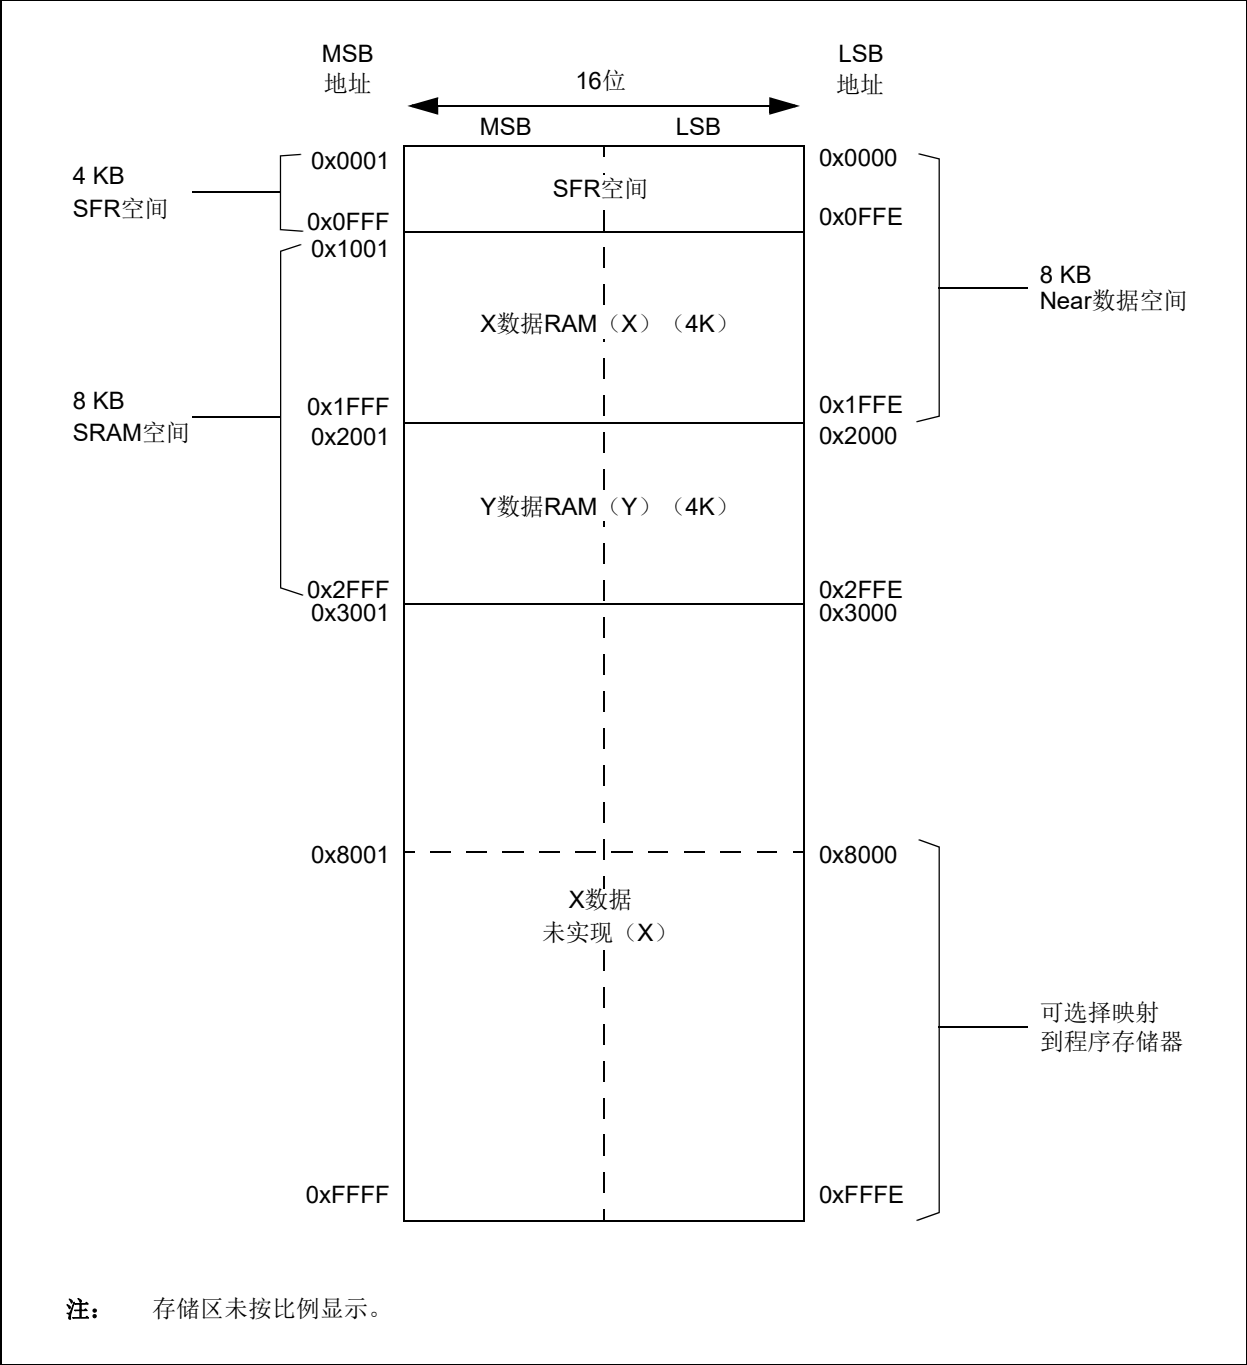 MSB
地址
LSB
地址
16位
MSB
LSB
0x0001
0x0000
4 KB
SFR空间
SFR空间
0x0FFF
0x0FFE
0x1001
8 KB
Near数据空间
X数据RAM（X）（4K）
8 KB
SRAM空间
0x1FFF
0x1FFE
0x2001
0x2000
Y数据RAM（Y）（4K）
0x2FFF
0x2FFE
0x3001
0x3000
0x8001
0x8000
X数据
未实现（X）
可选择映射
到程序存储器
0xFFFF
0xFFFE
注： 存储区未按比例显示。